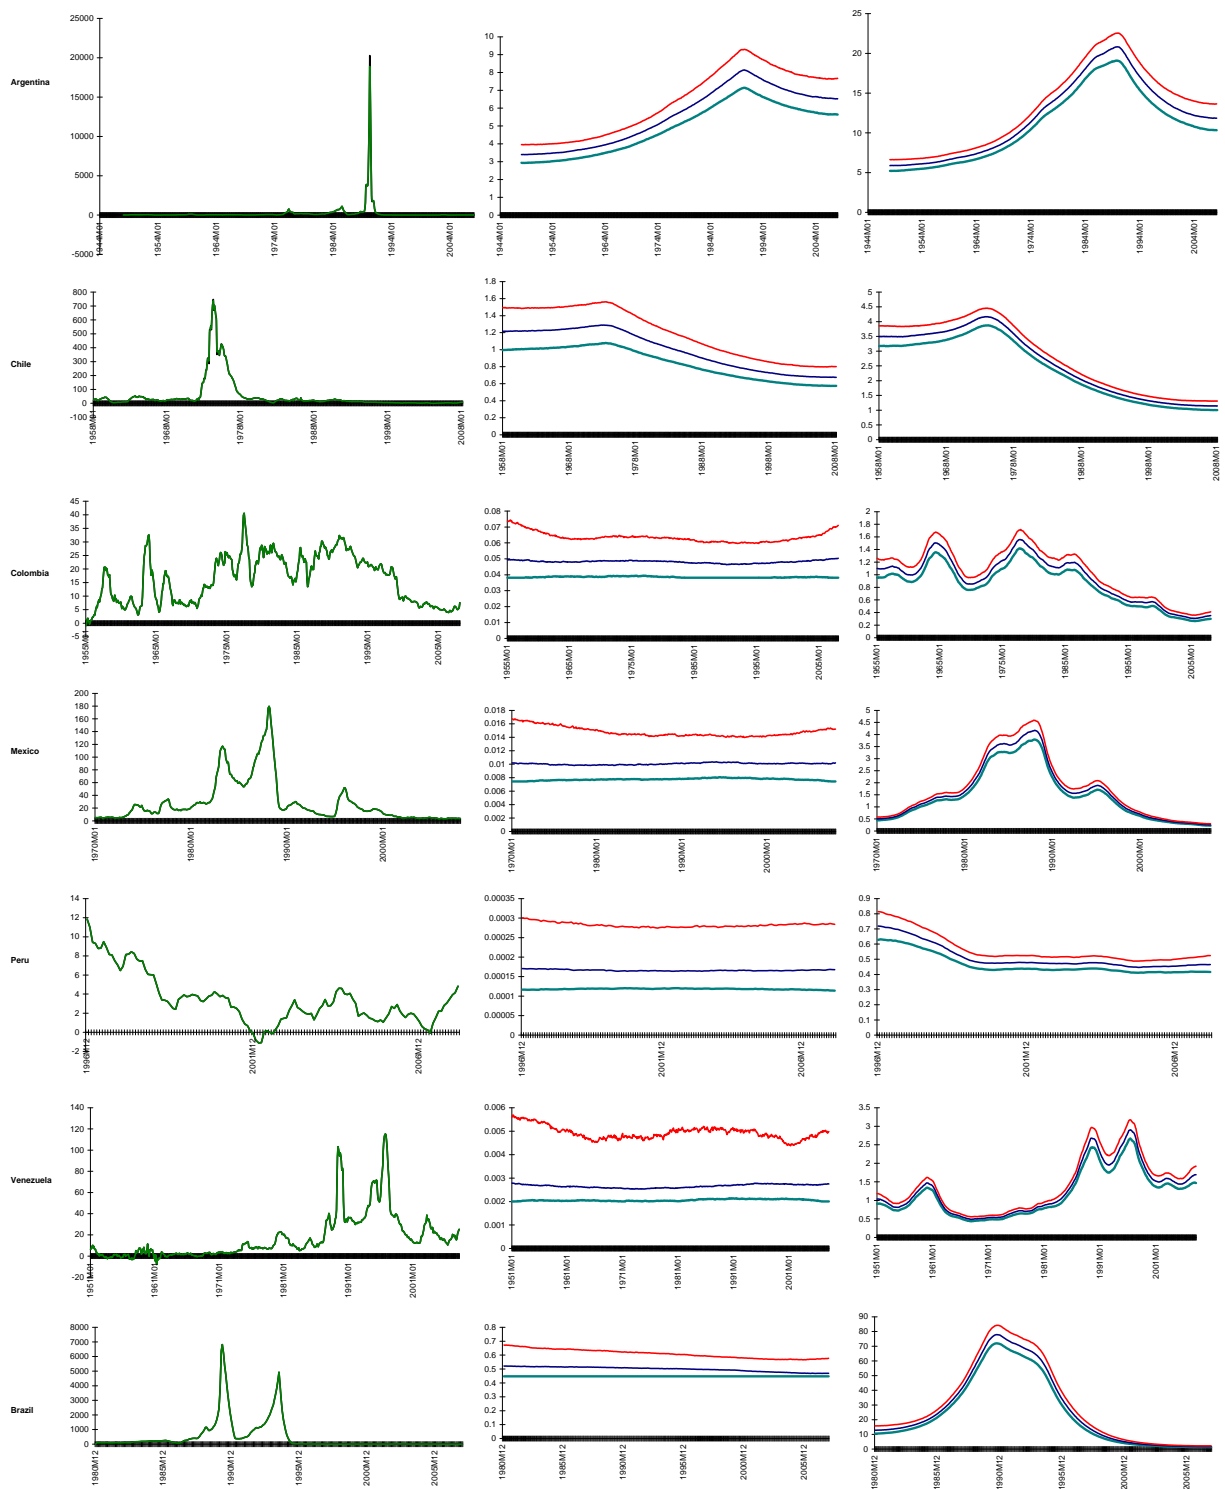 Argentina
25000
20000
15000
10000
5000
0
-5000
1944M01
1954M01
1964M01
1974M01
1984M01
1994M01
2004M01
10
9
8
7
6
5
4
3
2
1
0
1944M01
1954M01
1964M01
1974M01
1984M01
1994M01
2004M01
25
20
15
10
5
0
1944M01
1954M01
1964M01
1974M01
1984M01
1994M01
2004M01
Chile
800
700
600
500
400
300
200
100
0
-100
1958M01
1968M01
1978M01
1988M01
1998M01
2008M01
1.8
1.6
1.4
1.2
1
0.8
0.6
0.4
0.2
0
1958M01
1968M01
1978M01
1988M01
1998M01
2008M01
5
4.5
4
3.5
3
2.5
2
1.5
1
0.5
0
1958M01
1968M01
1978M01
1988M01
1998M01
2008M01
Colombia
45
40
35
30
25
20
15
10
5
0
-5
1955M01
1965M01
1975M01
1985M01
1995M01
2005M01
0.08
0.07
0.06
0.05
0.04
0.03
0.02
0.01
0
1955M01
1965M01
1975M01
1985M01
1995M01
2005M01
2
1.8
1.6
1.4
1.2
1
0.8
0.6
0.4
0.2
0
1955M01
1965M01
1975M01
1985M01
1995M01
2005M01
Mexico
200
180
160
140
120
100
80
60
40
20
0
1970M01
1980M01
1990M01
2000M01
0.018
0.016
0.014
0.012
0.01
0.008
0.006
0.004
0.002
0
1970M01
1980M01
1990M01
2000M01
5
4.5
4
3.5
3
2.5
2
1.5
1
0.5
0
1970M01
1980M01
1990M01
2000M01
Peru
14
12
10
8
6
4
2
0
-2
1996M12
2001M12
2006M12
0.00035
0.0003
0.00025
0.0002
0.00015
0.0001
0.00005
0
1996M12
2001M12
2006M12
0.9
0.8
0.7
0.6
0.5
0.4
0.3
0.2
0.1
0
1996M12
2001M12
2006M12
Venezuela
140
120
100
80
60
40
20
0
-20
1951M01
1961M01
1971M01
1981M01
1991M01
2001M01
0.006
0.005
0.004
0.003
0.002
0.001
0
1951M01
1961M01
1971M01
1981M01
1991M01
2001M01
3.5
3
2.5
2
1.5
1
0.5
0
1951M01
1961M01
1971M01
1981M01
1991M01
2001M01
Brazil
8000
7000
6000
5000
4000
3000
2000
1000
0
1980M12
1985M12
1990M12
1995M12
2000M12
2005M12
0.8
0.7
0.6
0.5
0.4
0.3
0.2
0.1
0
1980M12
1985M12
1990M12
1995M12
2000M12
2005M12
90
80
70
60
50
40
30
20
10
0
1980M12
1985M12
1990M12
1995M12
2000M12
2005M12